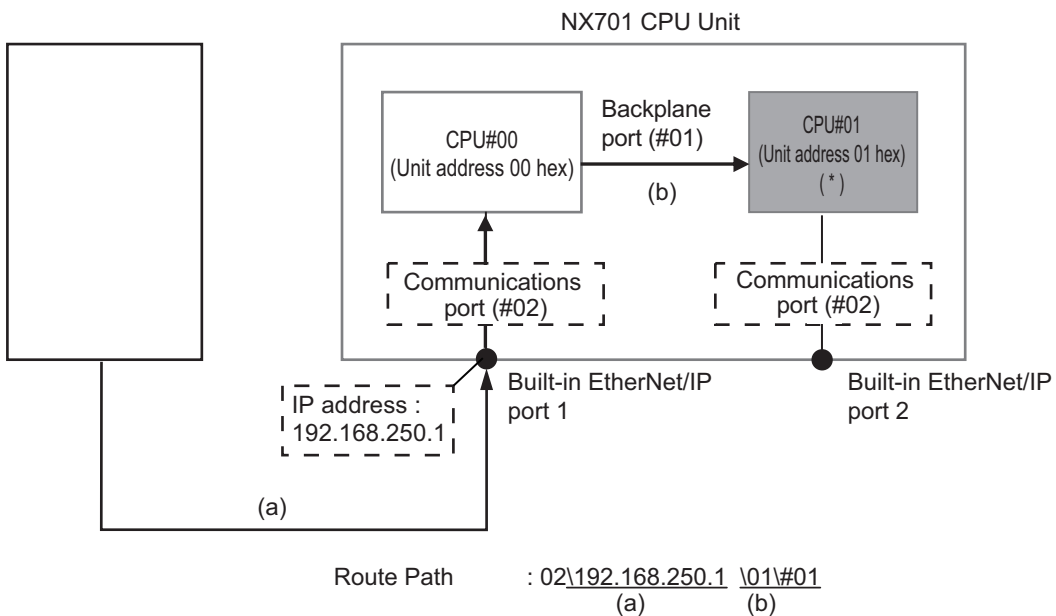 NX701 CPU Unit
CPU#00
(Unit address 00 hex)
Backplane
port (#01)
(b)
CPU#01
(Unit address 01 hex)
( * )
Communications
port (#02)
Communications
port (#02)
IP address :
192.168.250.1
Built-in EtherNet/IP
port 1
Built-in EtherNet/IP
port 2
(a)
Route Path : 02\192.168.250.1 \01\#01
(a) (b)